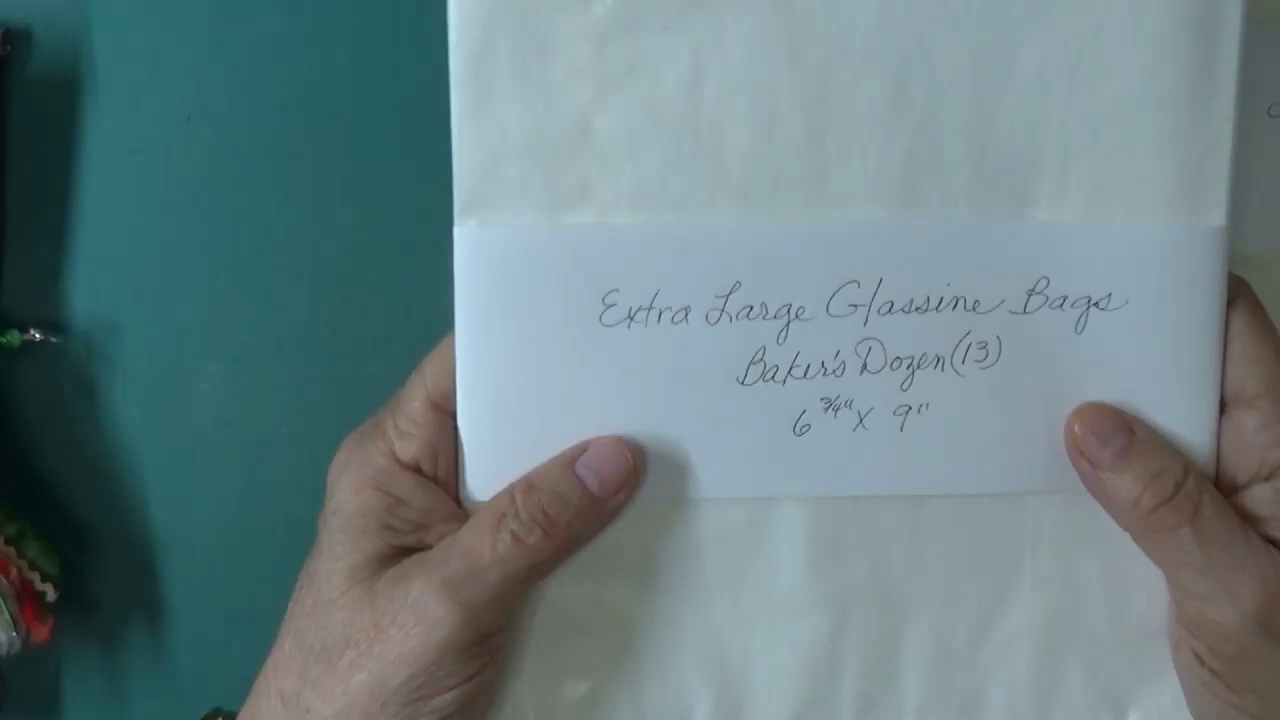 Extra Large Glassine Bags
Baker's Dozen (13)
6 3/4" X 9"